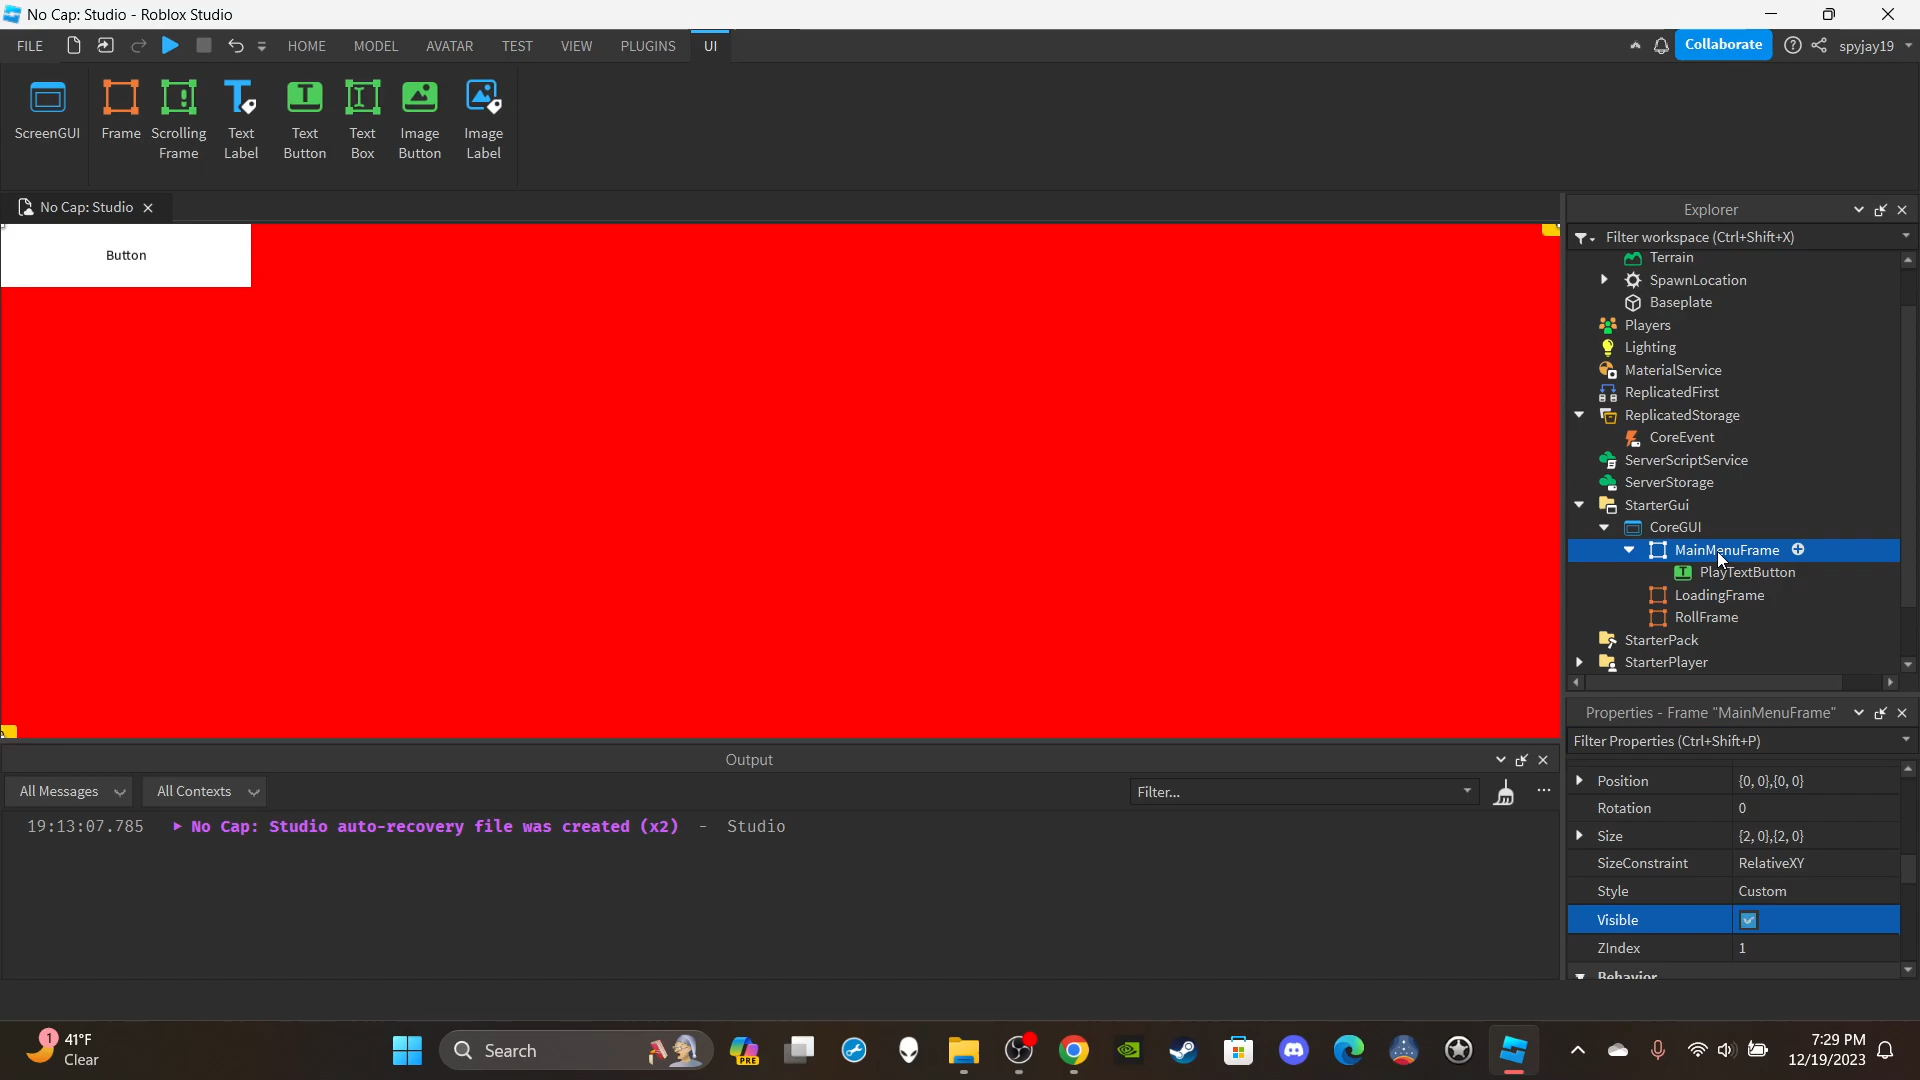 No Cap: Studio - Roblox Studio
FILE HOME MODEL AVATAR TEST VIEW PLUGINS UI Collaborate spyjay19
ScreenGUI Frame Scrolling Frame Text Label Text Button Text Box Image Button Image Label
No Cap: Studio
Button
Explorer
Filter workspace (Ctrl+Shift+X)
Terrain
SpawnLocation
Baseplate
Players
Lighting
MaterialService
ReplicatedFirst
ReplicatedStorage
CoreEvent
ServerScriptService
ServerStorage
StarterGui
CoreGUI
MainMenuFrame
PlayTextButton
LoadingFrame
RollFrame
StarterPack
StarterPlayer
Properties - Frame "MainMenuFrame"
Filter Properties (Ctrl+Shift+P)
Position {0, 0},{0, 0}
Rotation 0
Size {2, 0},{2, 0}
SizeConstraint RelativeXY
Style Custom
Visible
ZIndex 1
Behavior
Output
All Messages All Contexts Filter...
19:13:07.785 No Cap: Studio auto-recovery file was created (x2) - Studio
1 41°F
Clear
Search
PRE
7:29 PM
12/19/2023